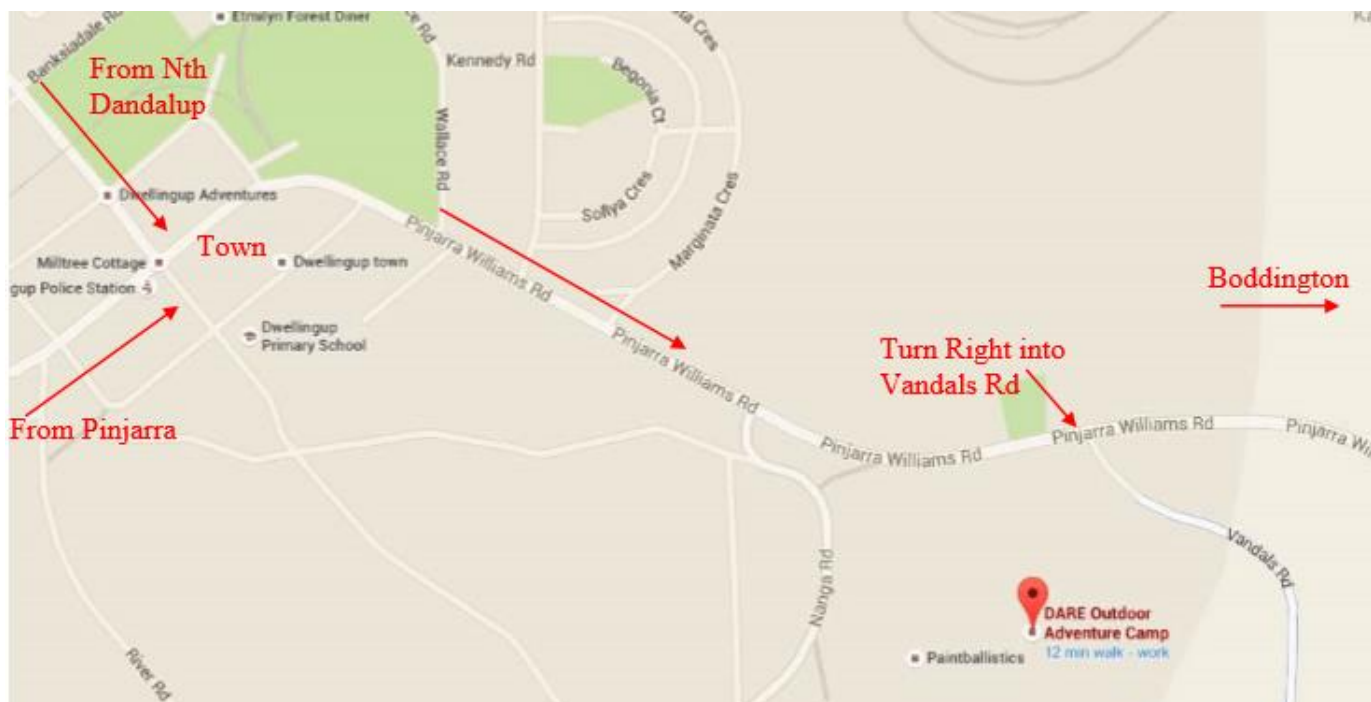 Etmilyn Forest Diner
Banksiadale Rd
From Nth
Dandalup
Kennedy Rd
Begonia Ct
Wallace Rd
Dwellingup Adventures
Sofiya Cres
Marginata Cres
Pinjarra Williams Rd
Town
Milltree Cottage
Dwellingup town
gup Police Station
Boddington
Dwellingup
Primary School
Pinjarra Williams Rd
Turn Right into
Vandals Rd
From Pinjarra
Pinjarra Williams Rd
Pinjarra Williams Rd
Pinjarra Wi
Vandals Rd
Nanga Rd
DARE Outdoor
Adventure Camp
12 min walk - work
Paintballistics
River Rd